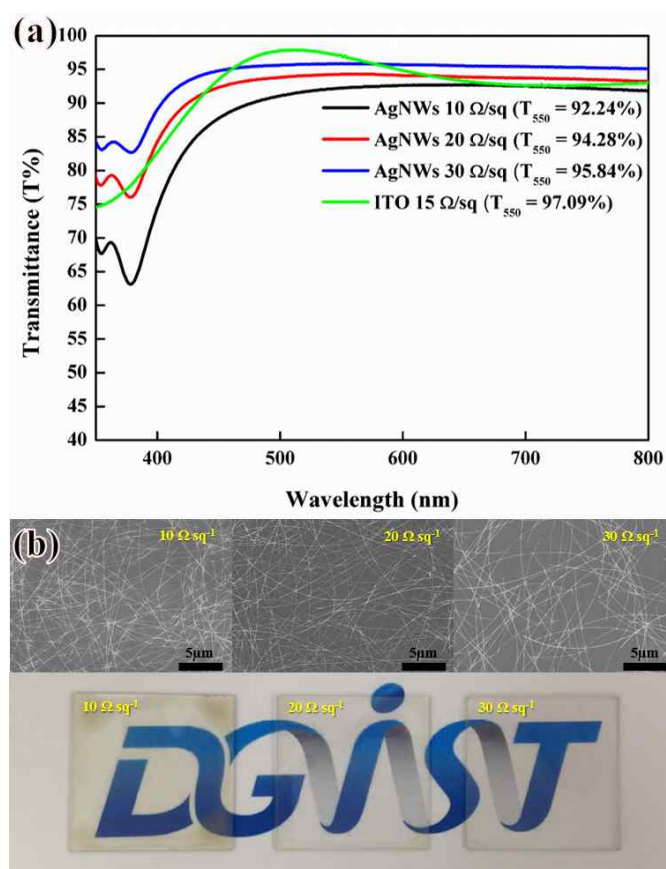 (a)
100
95
90
85
80
75
70
65
60
55
50
45
40
Transmittance (T%)
AgNWs 10 Ω/sq (T₅₅₀ = 92.24%)
AgNWs 20 Ω/sq (T₅₅₀ = 94.28%)
AgNWs 30 Ω/sq (T₅₅₀ = 95.84%)
ITO 15 Ω/sq (T₅₅₀ = 97.09%)
400 500 600 700 800
Wavelength (nm)
(b)
10 Ω sq⁻¹ 20 Ω sq⁻¹ 30 Ω sq⁻¹
5μm 5μm 5μm
10 Ω sq⁻¹ 20 Ω sq⁻¹ 30 Ω sq⁻¹
DGiST